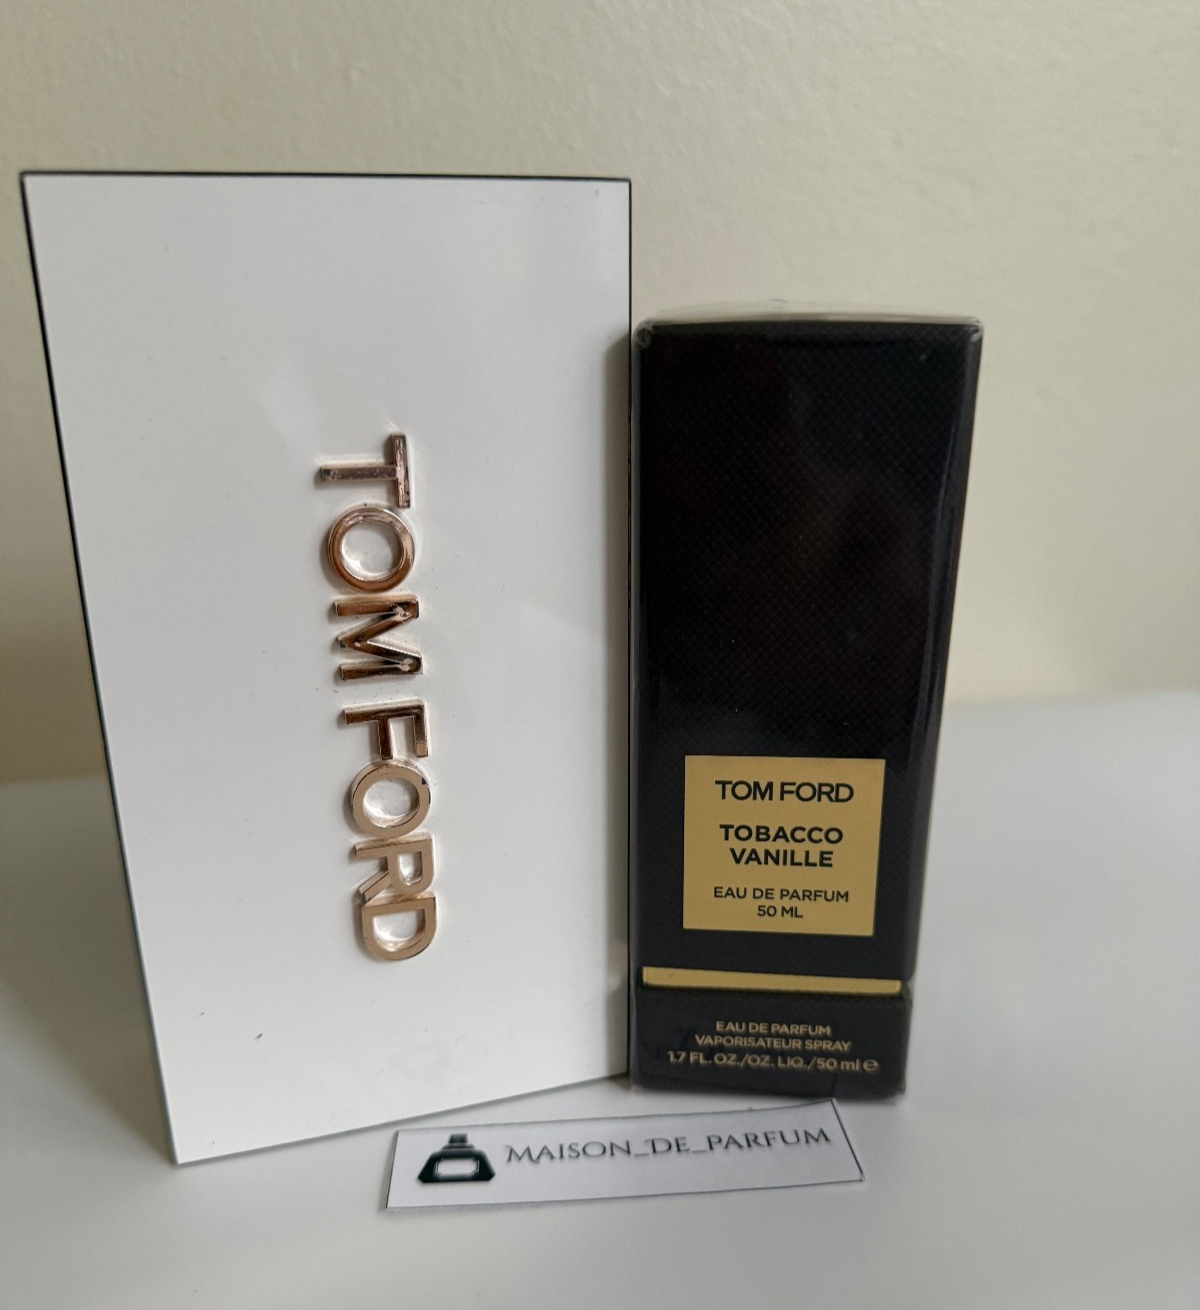 TOM FORD
TOM FORD
TOBACCO
VANILLE
EAU DE PARFUM
50 ML
EAU DE PARFUM
VAPORISATEUR SPRAY
1.7 FL. OZ./OZ. LIQ./50 ml e
MAISON_DE_PARFUM